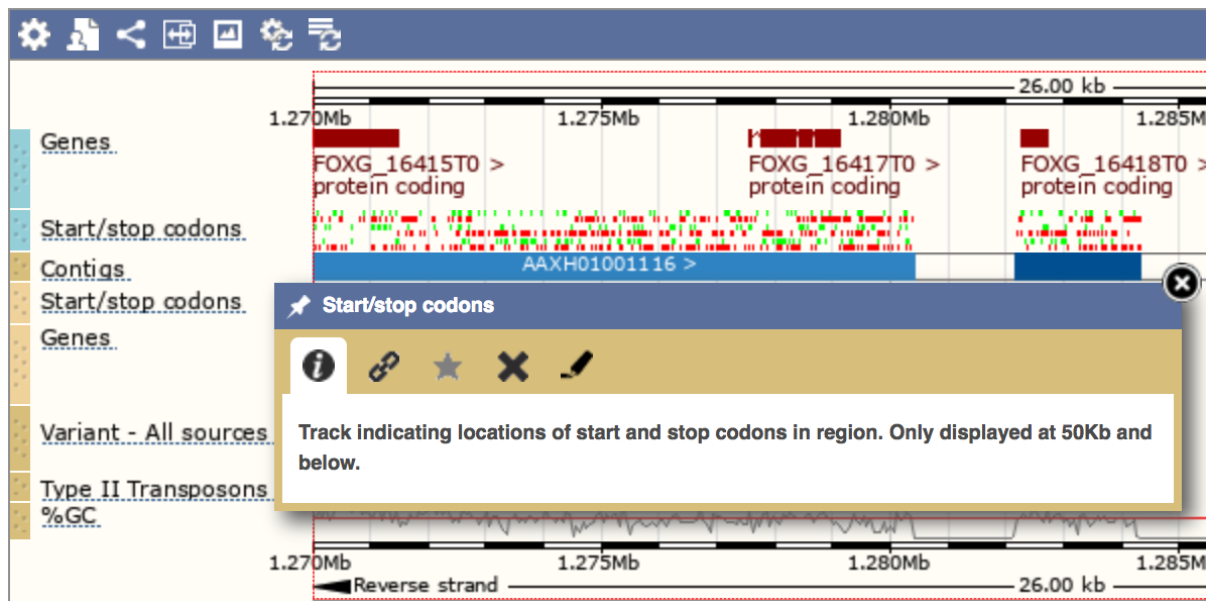 26.00 kb
1.270Mb 1.275Mb 1.280Mb 1.285M
Genes
FOXG_16415T0 > FOXG_16417T0 > FOXG_16418T0 >
protein coding protein coding protein coding
Start/stop codons
Contigs AAXH01001116 >
Start/stop codons
Start/stop codons
Genes
Variant - All sources
Track indicating locations of start and stop codons in region. Only displayed at 50Kb and
below.
Type II Transposons
%GC
1.270Mb 1.275Mb 1.280Mb 1.285M
Reverse strand 26.00 kb